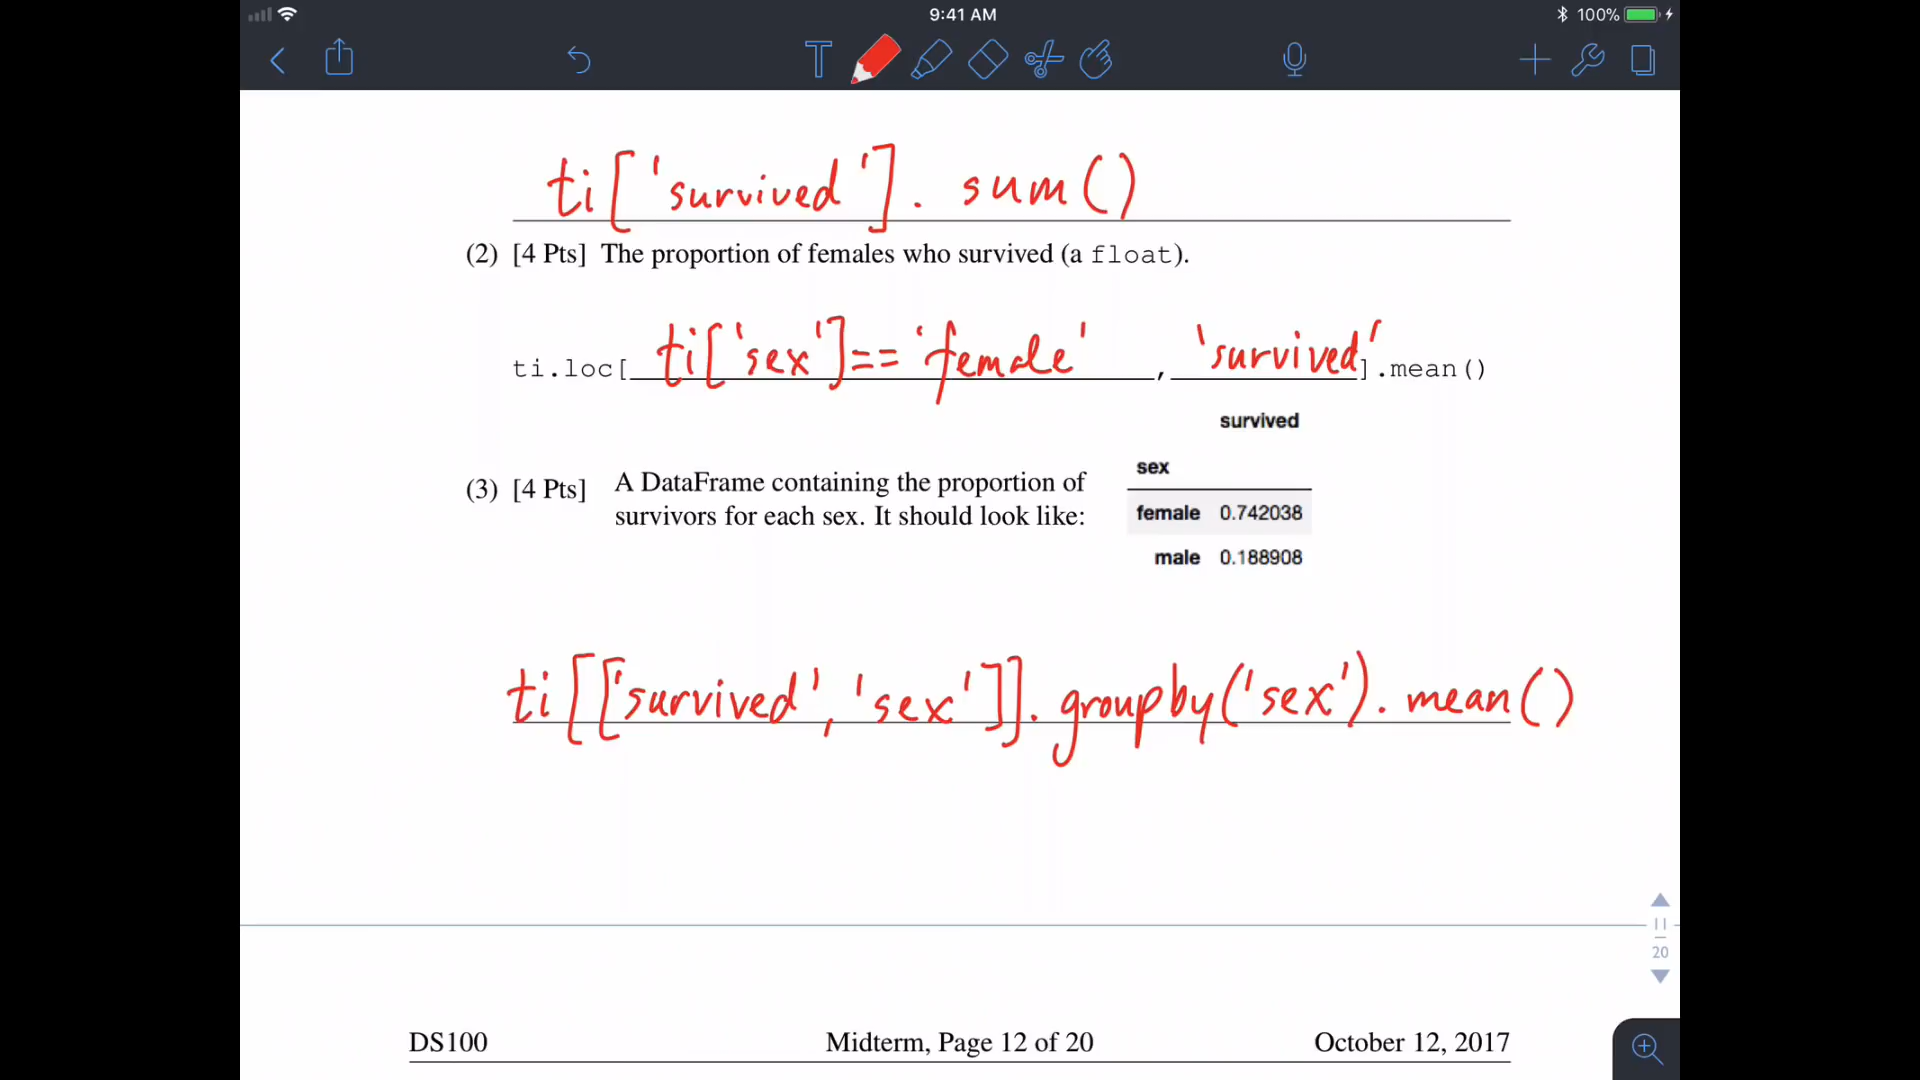 9:41 AM
100%
T
ti['survived'].sum()
(2) [4 Pts] The proportion of females who survived (a float).
ti.loc[ ti['sex']=='female' , 'survived' ].mean()
survived
sex
(3) [4 Pts] A DataFrame containing the proportion of
survivors for each sex. It should look like:
female 0.742038
male 0.188908
ti[['survived', 'sex']].groupby('sex').mean()
11
20
DS100 Midterm, Page 12 of 20 October 12, 2017